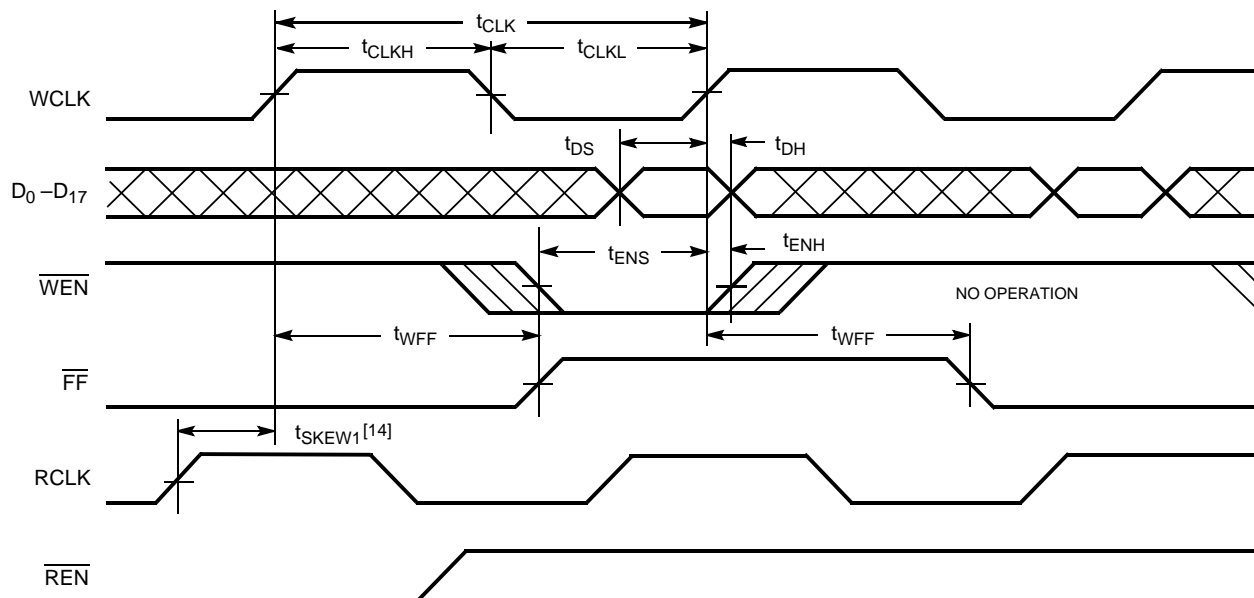 tCLK
tCLKH
tCLKL
WCLK
tDS
tDH
D0 –D17
tENS
tENH
WEN
NO OPERATION
tWFF
tWFF
FF
tSKEW1[14]
RCLK
REN